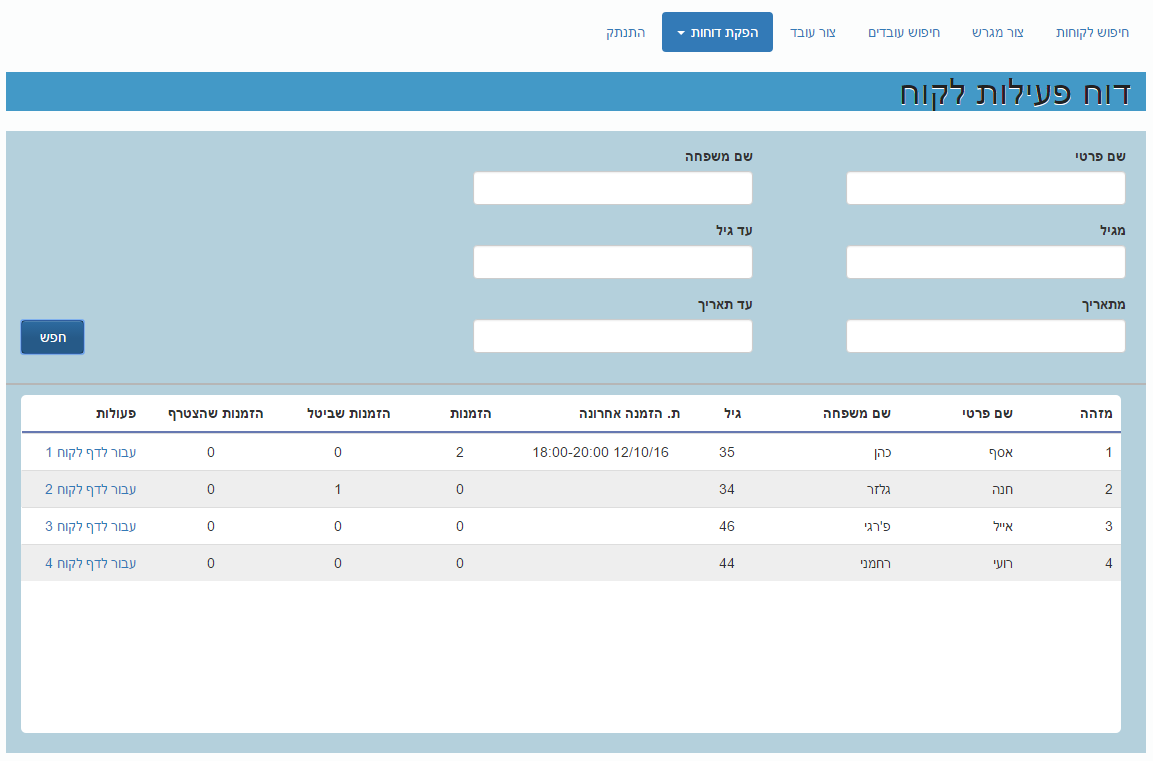 חיפוש לקוחות צור מגרש חיפוש עובדים צור עובד הפקת דוחות התנתק
דוח פעילות לקוח
שם פרטי שם משפחה
מגיל עד גיל
מתאריך עד תאריך
חפש
מזהה שם פרטי שם משפחה גיל ת. הזמנה אחרונה הזמנות הזמנות שביטל הזמנות שהצטרף פעולות
1 אסף כהן 35 18:00-20:00 12/10/16 2 0 0 עבור לדף לקוח 1
2 חנה גלזר 34 0 1 0 עבור לדף לקוח 2
3 אייל פ'רגי 46 0 0 0 עבור לדף לקוח 3
4 רועי רחמני 44 0 0 0 עבור לדף לקוח 4